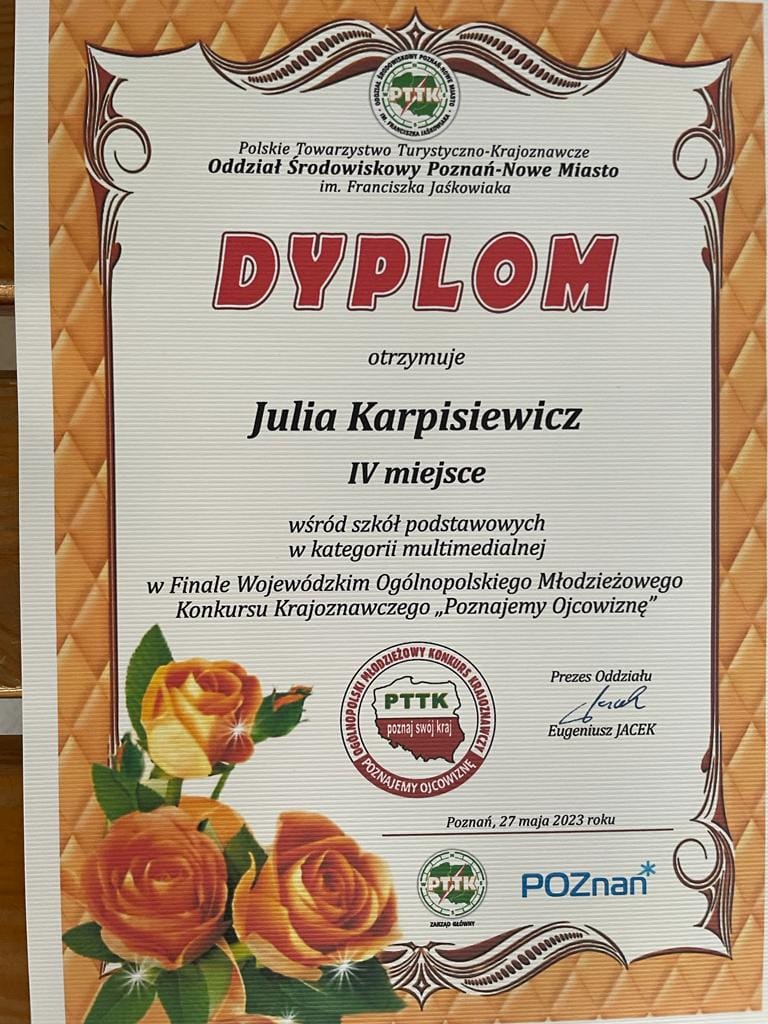 ODDZIAŁ ŚRODOWISKOWY POZNAŃ-NOWE MIASTO
PTTK
IM. FRANCISZKA JAŚKOWIAKA
Polskie Towarzystwo Turystyczno-Krajoznawcze
Oddział Środowiskowy Poznań-Nowe Miasto
im. Franciszka Jaśkowiaka
DYPLOM
otrzymuje
Julia Karpisiewicz
IV miejsce
wśród szkół podstawowych
w kategorii multimedialnej
w Finale Wojewódzkim Ogólnopolskiego Młodzieżowego
Konkursu Krajoznawczego „Poznajemy Ojcowiznę”
OGÓLNOPOLSKI MŁODZIEŻOWY KONKURS KRAJOZNAWCZY
PTTK
poznaj swój kraj
POZNAJEMY OJCOWIZNĘ
Prezes Oddziału
Jacek
Eugeniusz JACEK
Poznań, 27 maja 2023 roku
PTTK
ZARZĄD GŁÓWNY
POZnan*